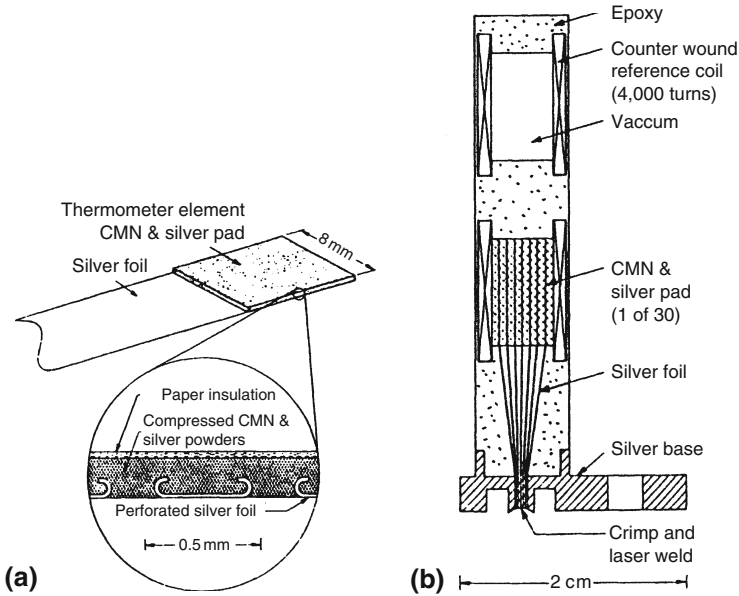 Thermometer element
CMN & silver pad
Silver foil
8 mm
Paper insulation
Compressed CMN &
silver powders
Perforated silver foil
0.5 mm
(a)
Epoxy
Counter wound
reference coil
(4,000 turns)
Vaccum
CMN &
silver pad
(1 of 30)
Silver foil
Silver base
Crimp and
laser weld
(b)
2 cm